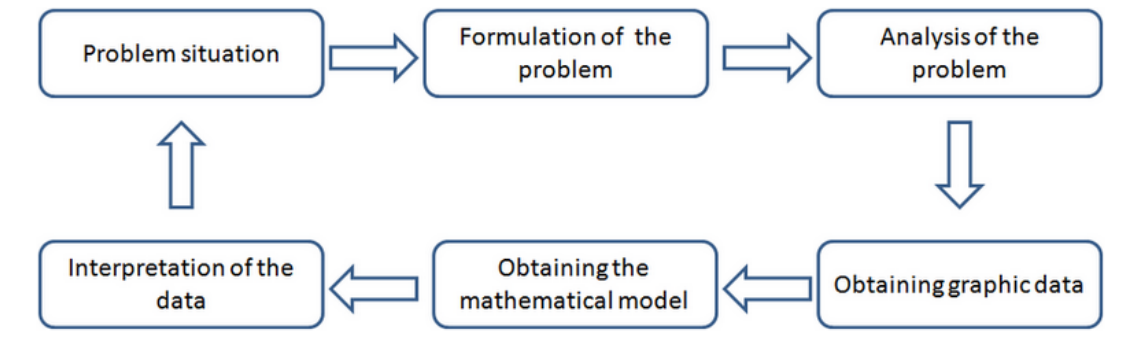 Problem situation
Formulation of the
problem
Analysis of the
problem
Interpretation of the
data
Obtaining the
mathematical model
Obtaining graphic data